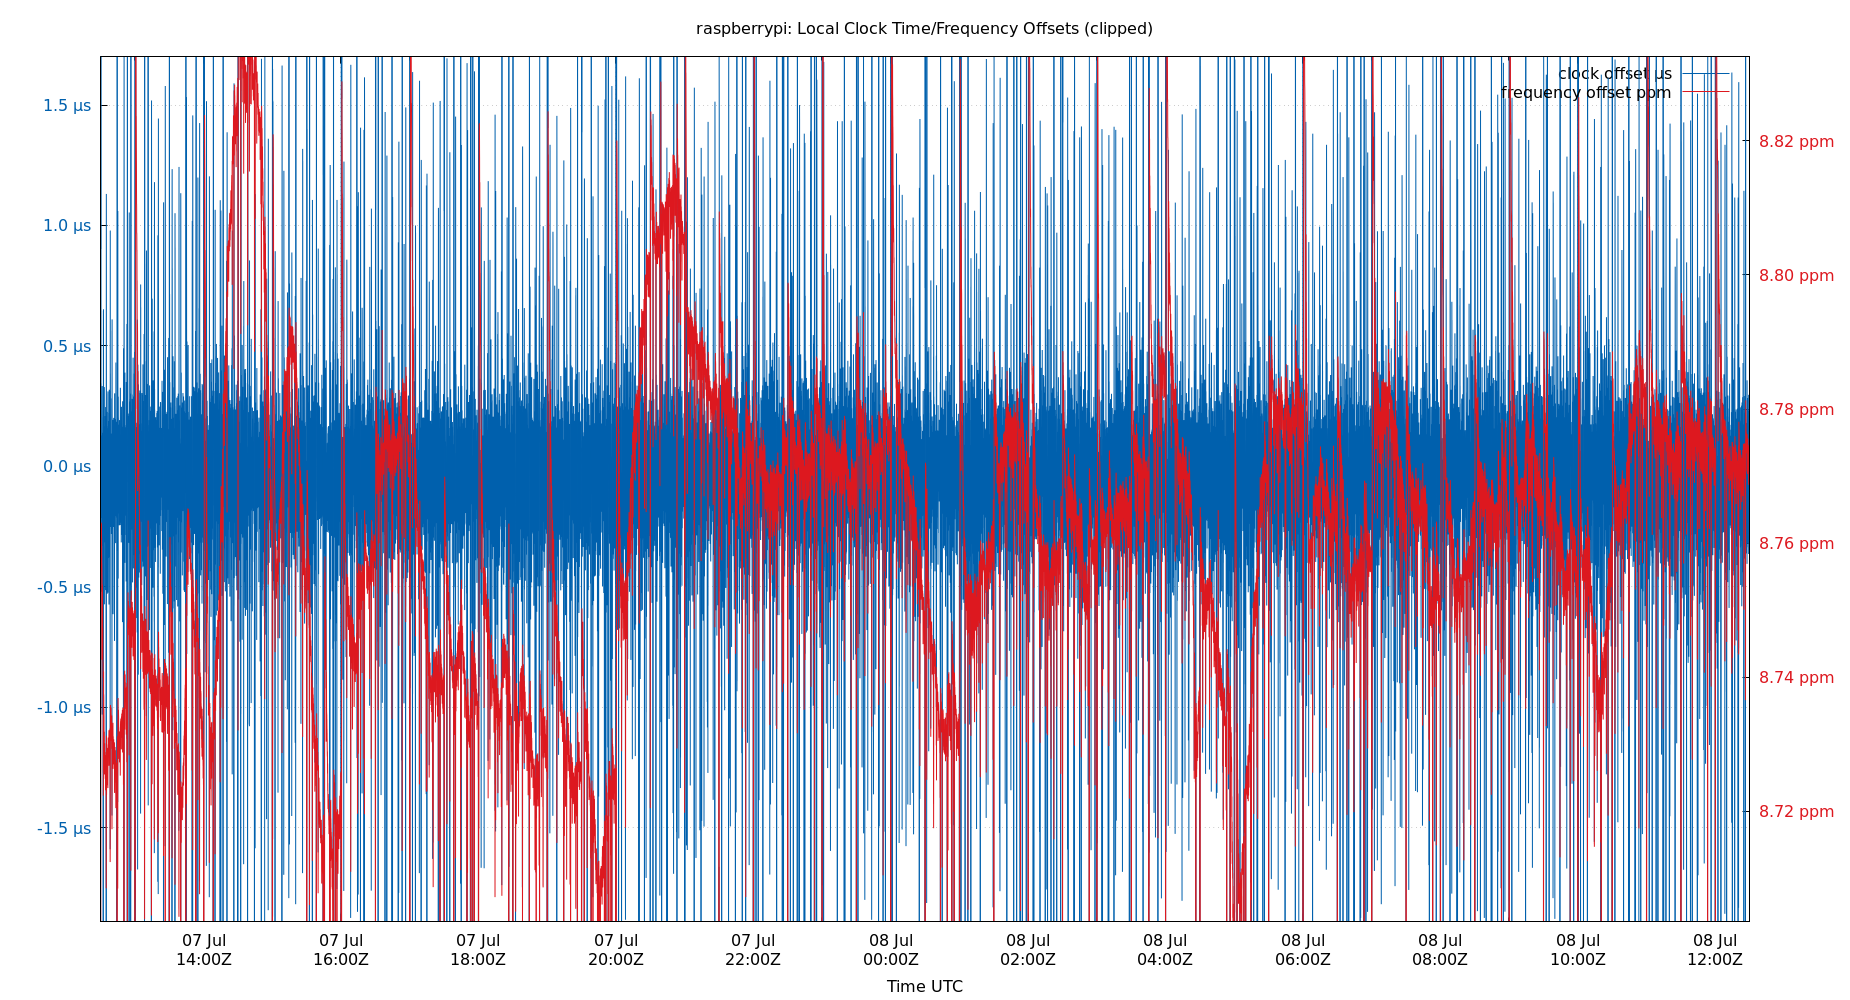 raspberrypi: Local Clock Time/Frequency Offsets (clipped)
clock offset µs
frequency offset ppm
1.5 µs
1.0 µs
0.5 µs
0.0 µs
-0.5 µs
-1.0 µs
-1.5 µs
8.82 ppm
8.80 ppm
8.78 ppm
8.76 ppm
8.74 ppm
8.72 ppm
07 Jul 07 Jul 07 Jul 07 Jul 07 Jul 08 Jul 08 Jul 08 Jul 08 Jul 08 Jul 08 Jul 08 Jul
14:00Z 16:00Z 18:00Z 20:00Z 22:00Z 00:00Z 02:00Z 04:00Z 06:00Z 08:00Z 10:00Z 12:00Z
Time UTC